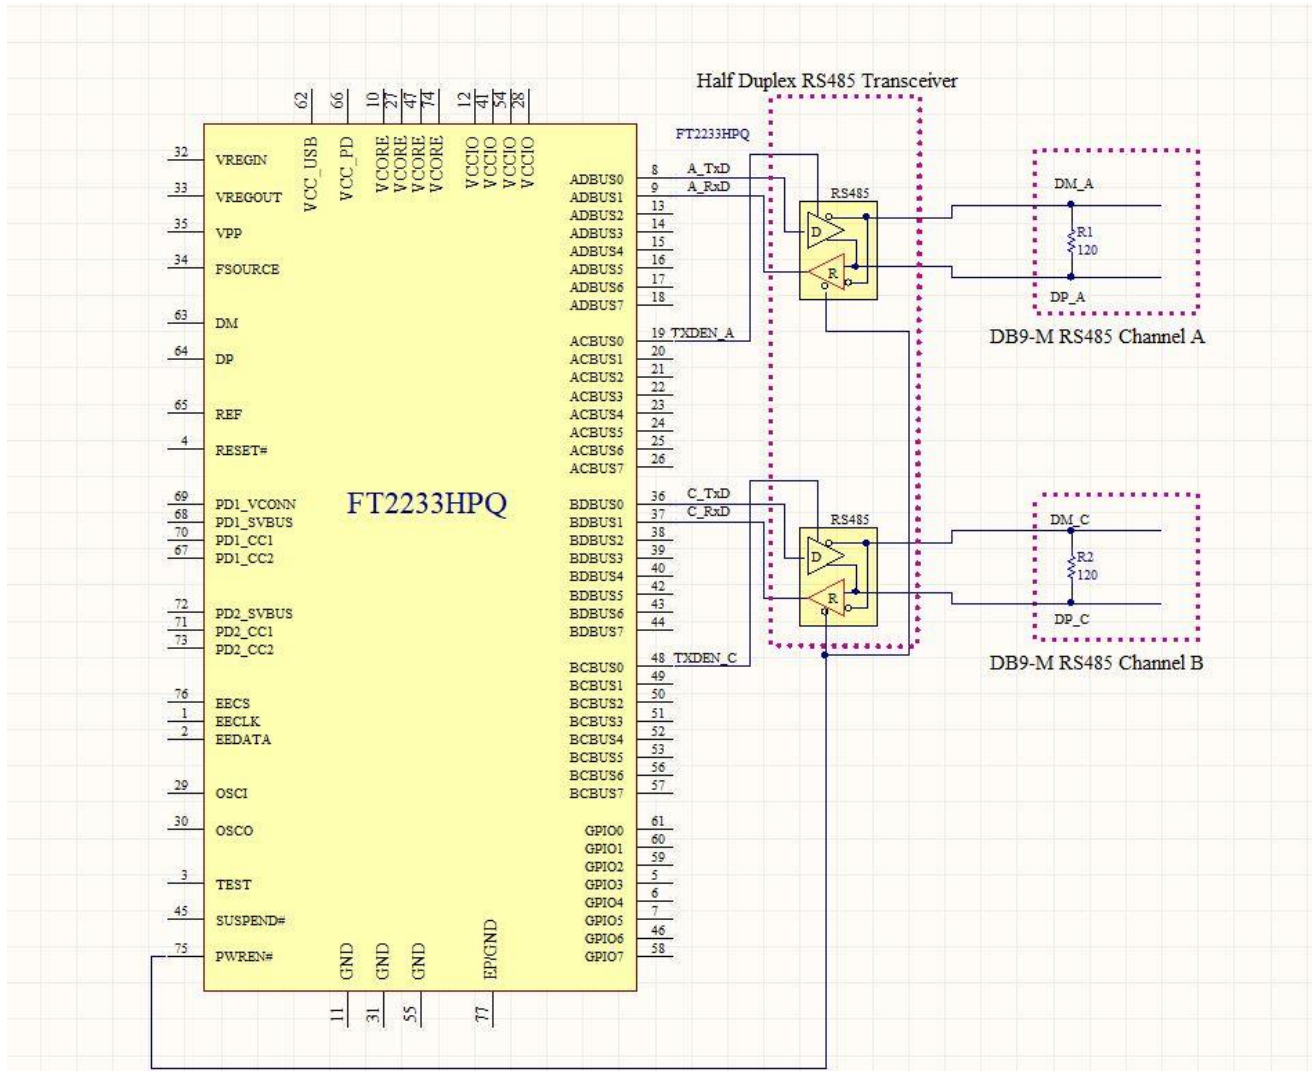 Half Duplex RS485 Transceiver
62
66
10
27
47
74
12
41
54
28
VCC_USB
VCC_PD
VCORE
VCORE
VCORE
VCORE
VCCIO
VCCIO
VCCIO
VCCIO
FT2233HPQ
32 VREGIN
33 VREGOUT
35 VPP
34 FSOURCE
63 DM
64 DP
65 REF
4 RESET#
69 PD1_VCONN
68 PD1_SVBUS
70 PD1_CC1
67 PD1_CC2
72 PD2_SVBUS
71 PD2_CC1
73 PD2_CC2
76 EECS
1 EECLK
2 EEDATA
29 OSCI
30 OSCO
3 TEST
45 SUSPEND#
75 PWREN#
FT2233HPQ
ADBUS0 8 A_TxD
ADBUS1 9 A_RxD
ADBUS2 13
ADBUS3 14
ADBUS4 15
ADBUS5 16
ADBUS6 17
ADBUS7 18
ACBUS0 19 TXDEN_A
ACBUS1 20
ACBUS2 21
ACBUS3 22
ACBUS4 23
ACBUS5 24
ACBUS6 25
ACBUS7 26
BDBUS0 36 C_TxD
BDBUS1 37 C_RxD
BDBUS2 38
BDBUS3 39
BDBUS4 40
BDBUS5 42
BDBUS6 43
BDBUS7 44
BCBUS0 48 TXDEN_C
BCBUS1 49
BCBUS2 50
BCBUS3 51
BCBUS4 52
BCBUS5 53
BCBUS6 56
BCBUS7 57
GPIO0 61
GPIO1 60
GPIO2 59
GPIO3 5
GPIO4 6
GPIO5 7
GPIO6 46
GPIO7 58
GND
GND
GND
EP/GND
11
31
55
77
RS485
D
R
DM_A
R1
120
DP_A
DB9-M RS485 Channel A
RS485
D
R
DM_C
R2
120
DP_C
DB9-M RS485 Channel B